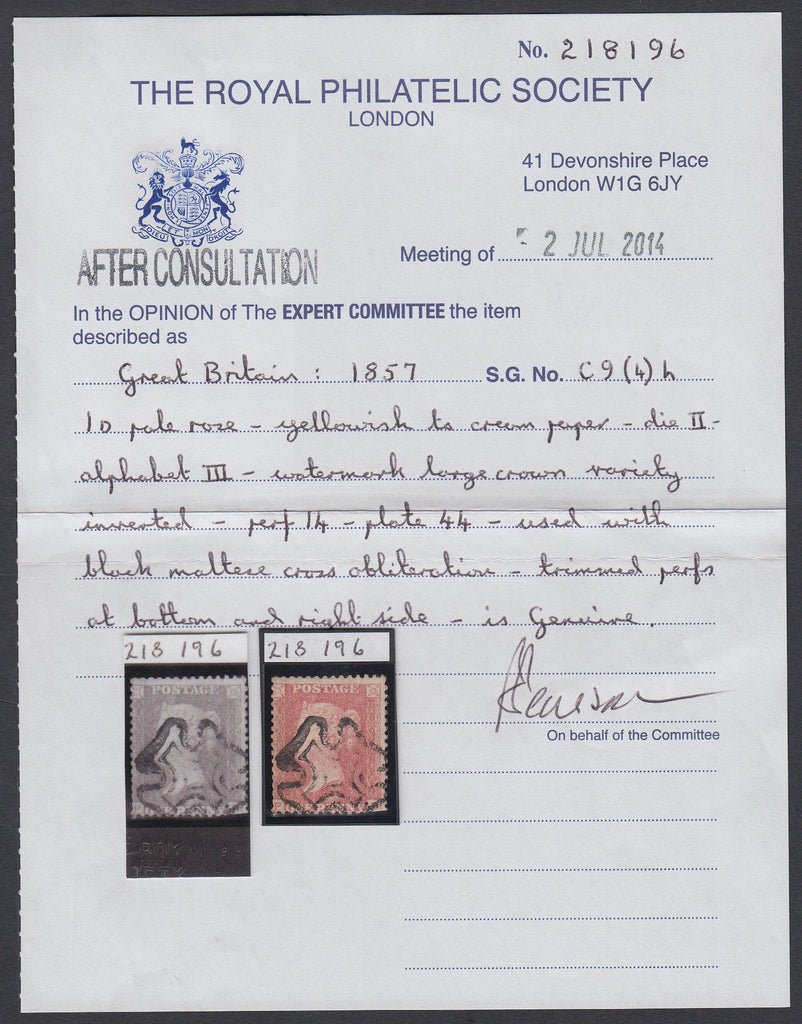 No. 218196
THE ROYAL PHILATELIC SOCIETY
LONDON
41 Devonshire Place
London W1G 6JY
AFTER CONSULTATION
Meeting of 2 JUL 2014
In the OPINION of The EXPERT COMMITTEE the item
described as
Great Britain : 1857 S.G. No. C9(4)h
1D pale rose - yellowish to cream paper - die II -
alphabet III - watermark large crown variety
inverted - perf 14 - plate 44 - used with
black maltese cross obliteration - trimmed perfs
at bottom and right side - is Genuine.
218 196
218 196
POSTAGE
POSTAGE
On behalf of the Committee